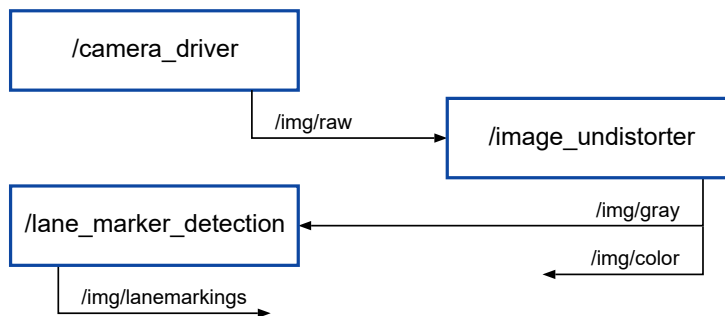 /camera_driver
/img/raw
/image_undistorter
/lane_marker_detection
/img/gray
/img/color
/img/lanemarkings